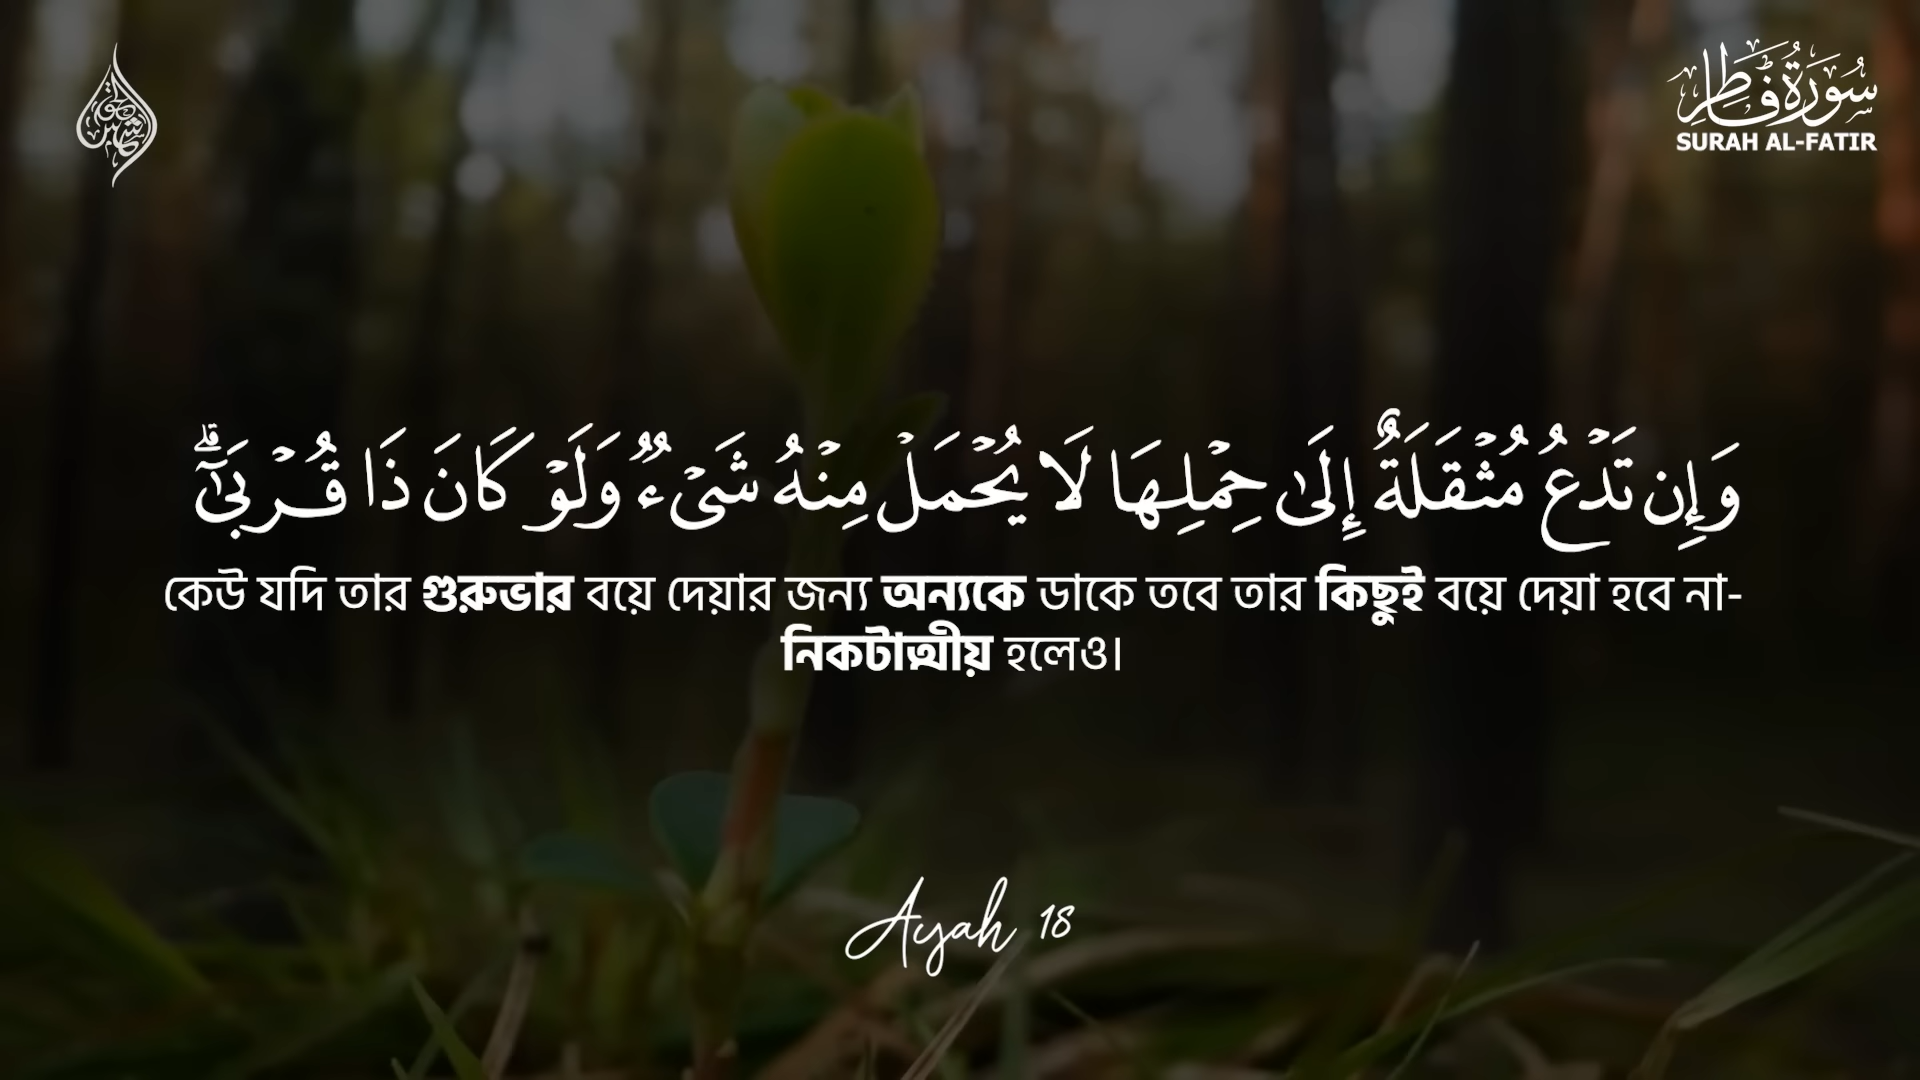 سُورَةُ فَاطِر
SURAH AL-FATIR
وَإِن تَدْعُ مُثْقَلَةٌ إِلَىٰ حِمْلِهَا لَا يُحْمَلْ مِنْهُ شَىْءٌ وَلَوْ كَانَ ذَا قُرْبَىٰٓ ۗ
কেউ যদি তার গুরুভার বয়ে দেয়ার জন্য অন্যকে ডাকে তবে তার কিছুই বয়ে দেয়া হবে না-
নিকটাত্মীয় হলেও।
Ayah 18